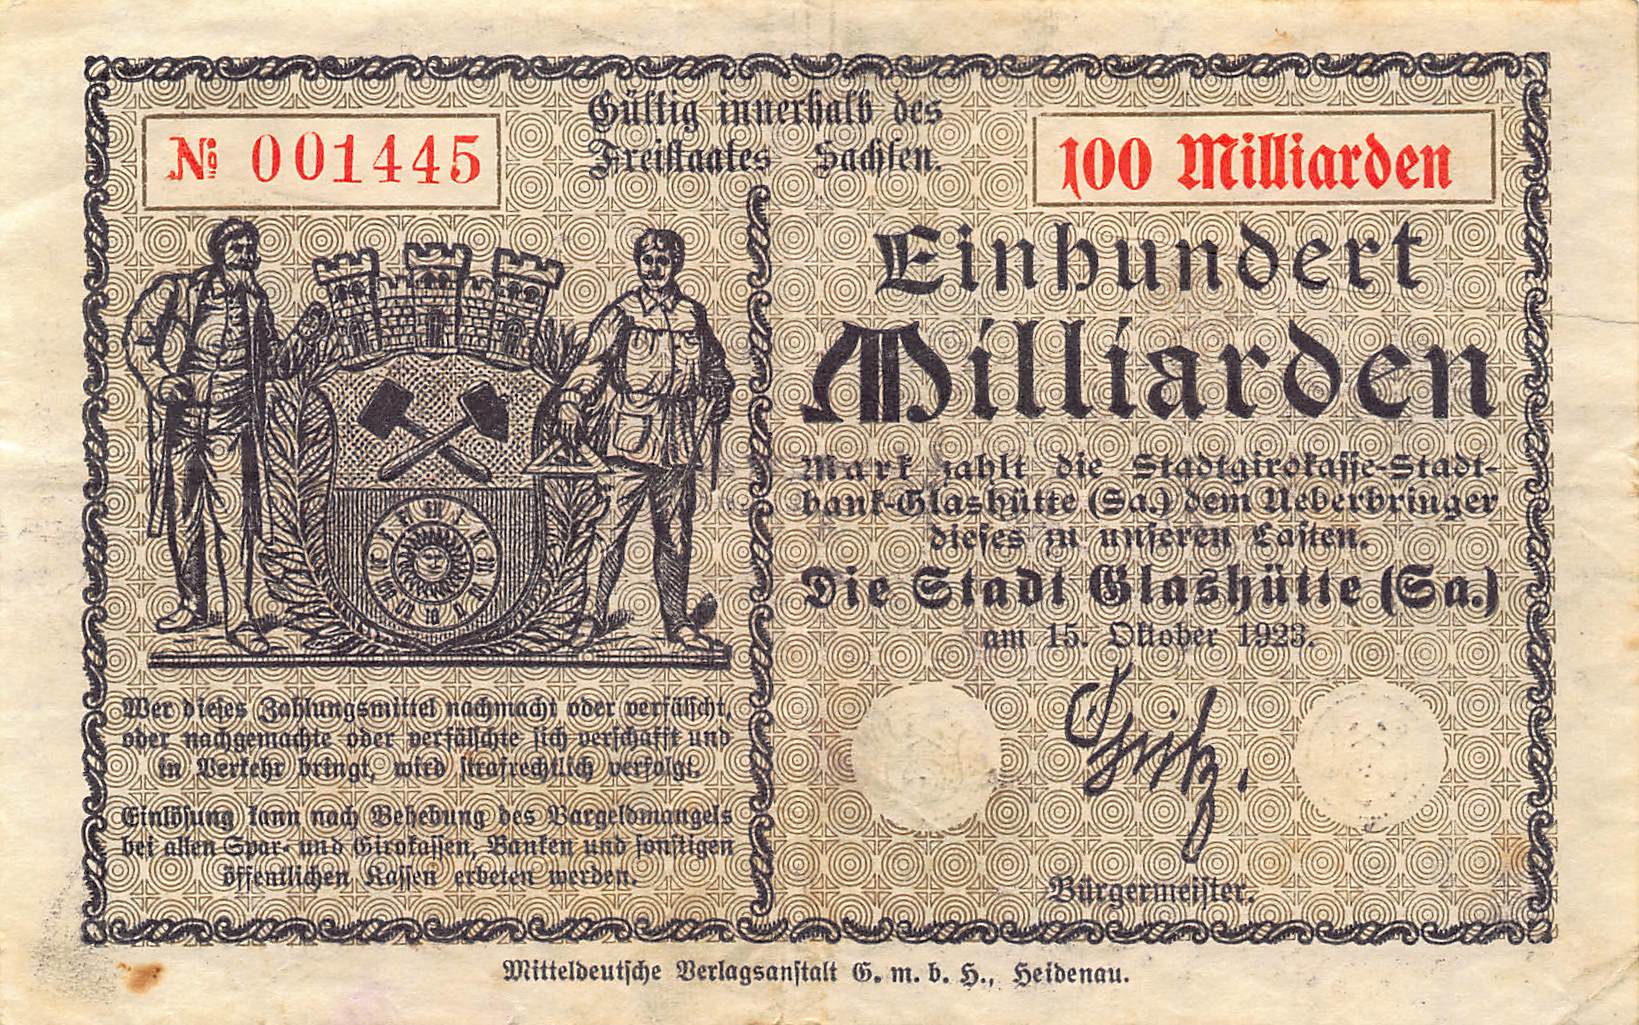 № 001445
Gültig innerhalb des
Freistaates Sachsen.
100 Milliarden
Einhundert
Milliarden
Mark zahlt die Stadtgirokasse-Stadt-
bank-Glashütte (Sa.) dem Ueberbringer
dieses zu unseren Lasten.
Die Stadt Glashütte (Sa.)
am 15. Oktober 1923.
Bürgermeister.
Wer dieses Zahlungsmittel nachmacht oder verfälscht,
oder nachgemachte oder verfälschte sich verschafft und
in Verkehr bringt, wird strafrechtlich verfolgt.
Einlösung kann nach Behebung des Bargeldmangels
bei allen Spar- und Girokassen, Banken und sonstigen
öffentlichen Kassen erbeten werden.
Mitteldeutsche Verlagsanstalt G. m. b. H., Heidenau.